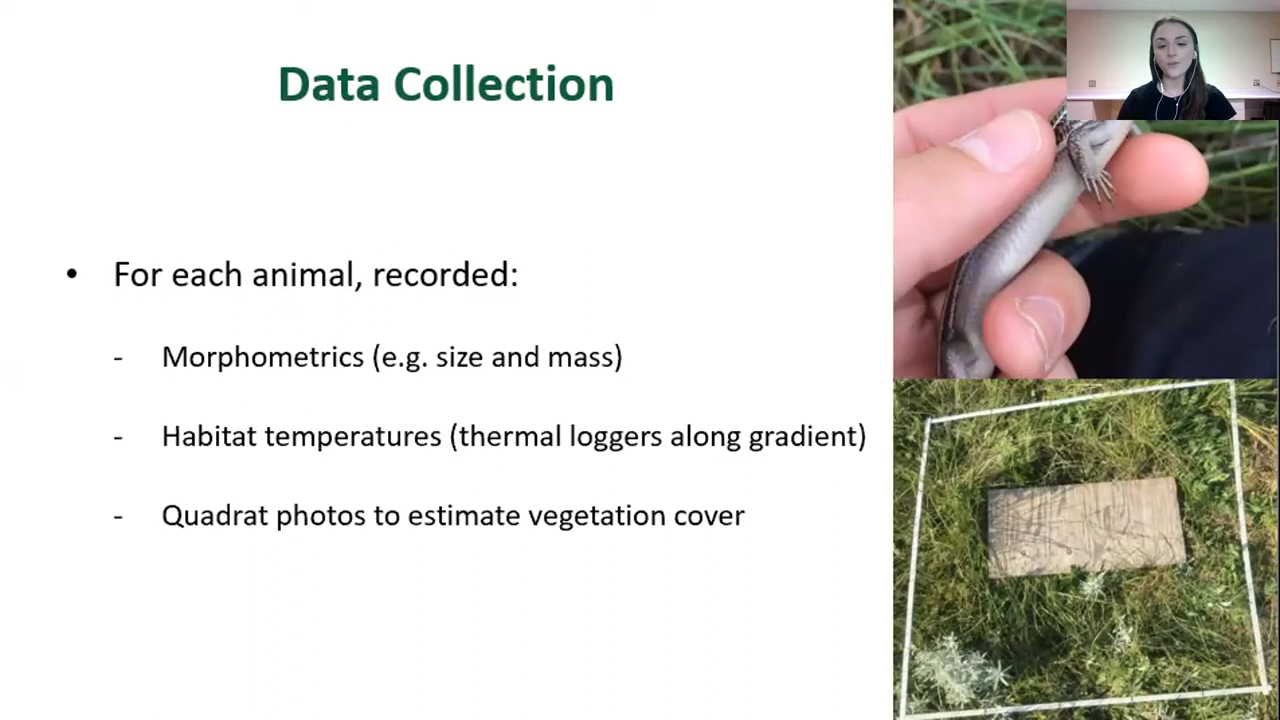 Data Collection
• For each animal, recorded:
- Morphometrics (e.g. size and mass)
- Habitat temperatures (thermal loggers along gradient)
- Quadrat photos to estimate vegetation cover